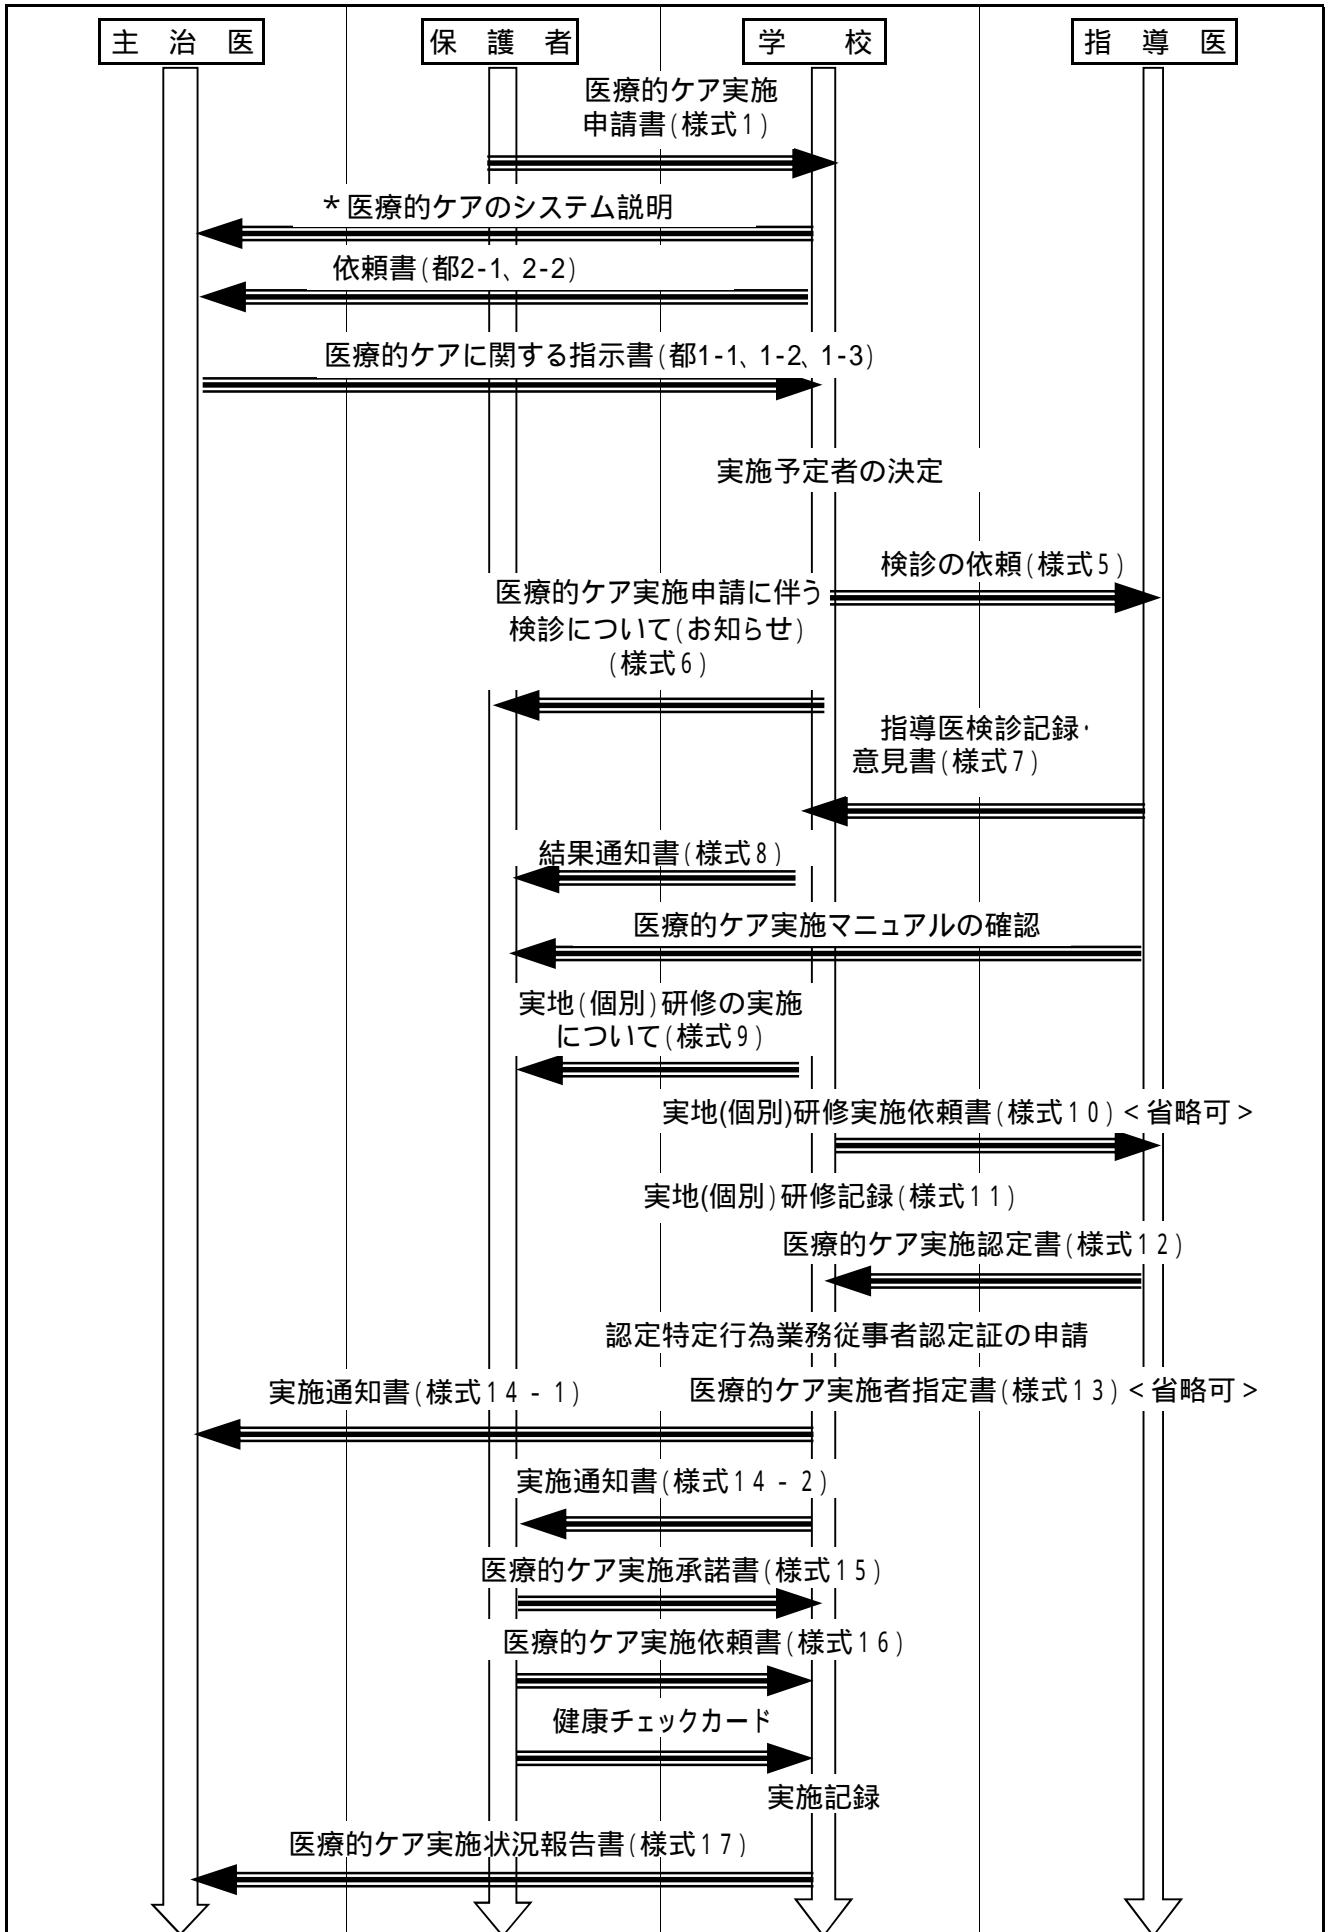 主治医
保護者
学校
指導医
医療的ケア実施
申請書(様式1)
*医療的ケアのシステム説明
依頼書(都2-1、2-2)
医療的ケアに関する指示書(都1-1、1-2、1-3)
実施予定者の決定
検診の依頼(様式5)
医療的ケア実施申請に伴う
検診について(お知らせ)
(様式6)
指導医検診記録・
意見書(様式7)
結果通知書(様式8)
医療的ケア実施マニュアルの確認
実地(個別)研修の実施
について(様式9)
実地(個別)研修実施依頼書(様式10)<省略可>
実地(個別)研修記録(様式11)
医療的ケア実施認定書(様式12)
認定特定行為業務従事者認定証の申請
実施通知書(様式14-1)
医療的ケア実施者指定書(様式13)<省略可>
実施通知書(様式14-2)
医療的ケア実施承諾書(様式15)
医療的ケア実施依頼書(様式16)
健康チェックカード
実施記録
医療的ケア実施状況報告書(様式17)